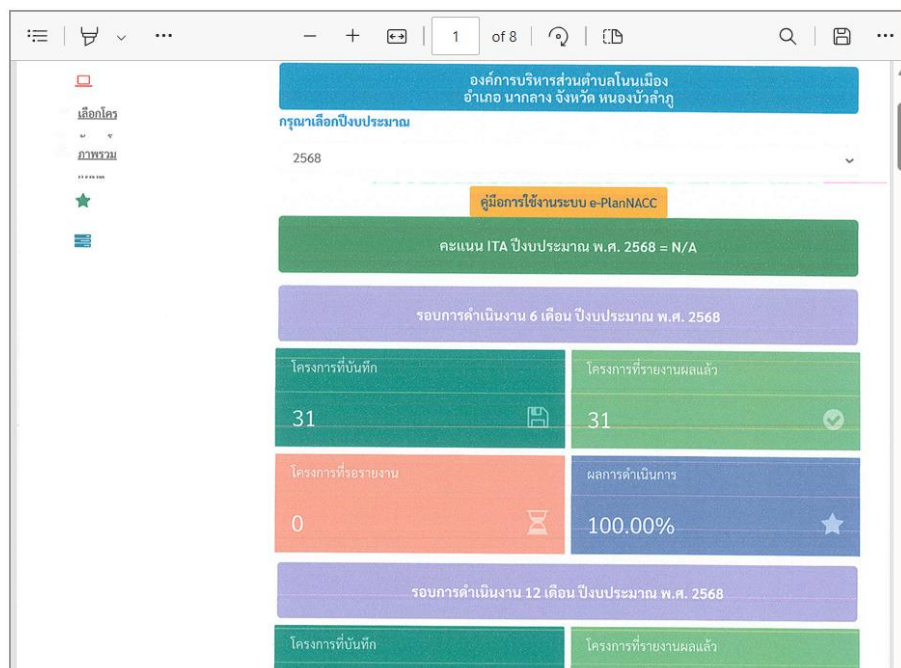 1 of 8
องค์การบริหารส่วนตำบลโนนเมือง
อำเภอ นากลาง จังหวัด หนองบัวลำภู
เลือกโคร
ภาพรวม
กรุณาเลือกปีงบประมาณ
2568
คู่มือการใช้งานระบบ e-PlanNACC
คะแนน ITA ปีงบประมาณ พ.ศ. 2568 = N/A
รอบการดำเนินงาน 6 เดือน ปีงบประมาณ พ.ศ. 2568
โครงการที่บันทึก
31
โครงการที่รายงานผลแล้ว
31
โครงการที่รอรายงาน
0
ผลการดำเนินการ
100.00%
รอบการดำเนินงาน 12 เดือน ปีงบประมาณ พ.ศ. 2568
โครงการที่บันทึก
โครงการที่รายงานผลแล้ว